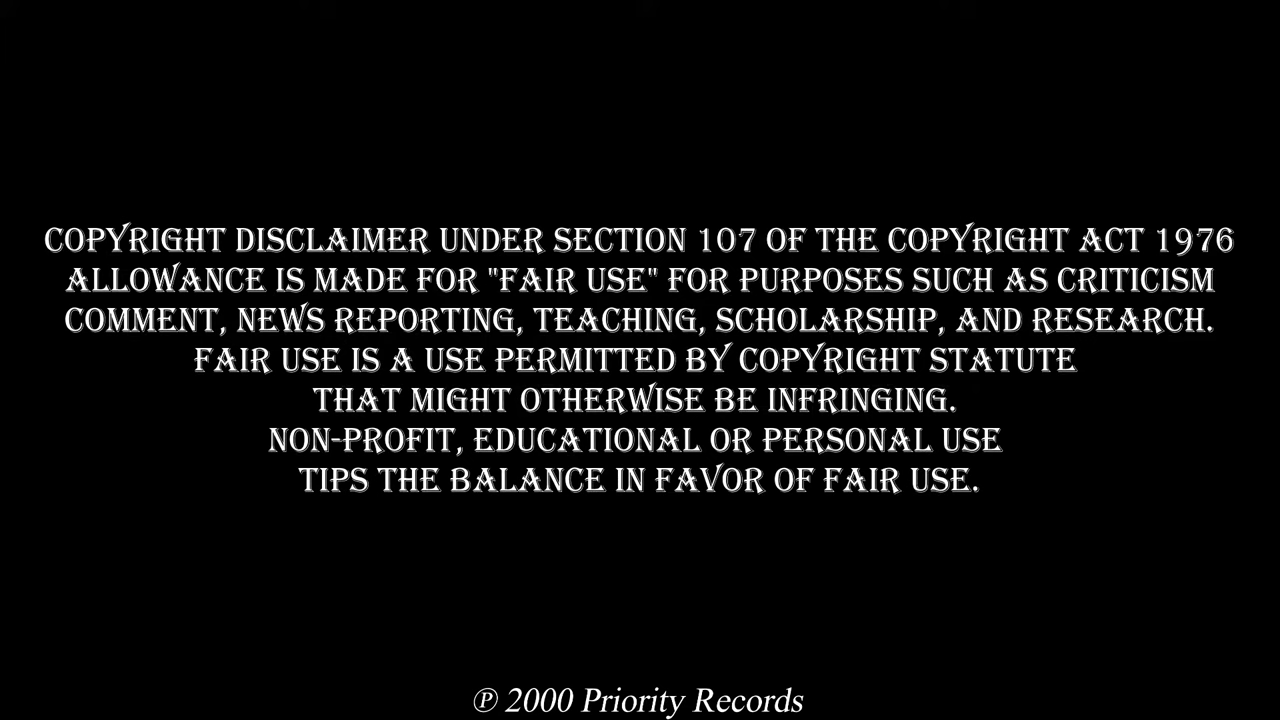 COPYRIGHT DISCLAIMER UNDER SECTION 107 OF THE COPYRIGHT ACT 1976
ALLOWANCE IS MADE FOR "FAIR USE" FOR PURPOSES SUCH AS CRITICISM
COMMENT, NEWS REPORTING, TEACHING, SCHOLARSHIP, AND RESEARCH.
FAIR USE IS A USE PERMITTED BY COPYRIGHT STATUTE
THAT MIGHT OTHERWISE BE INFRINGING.
NON-PROFIT, EDUCATIONAL OR PERSONAL USE
TIPS THE BALANCE IN FAVOR OF FAIR USE.
℗ 2000 Priority Records